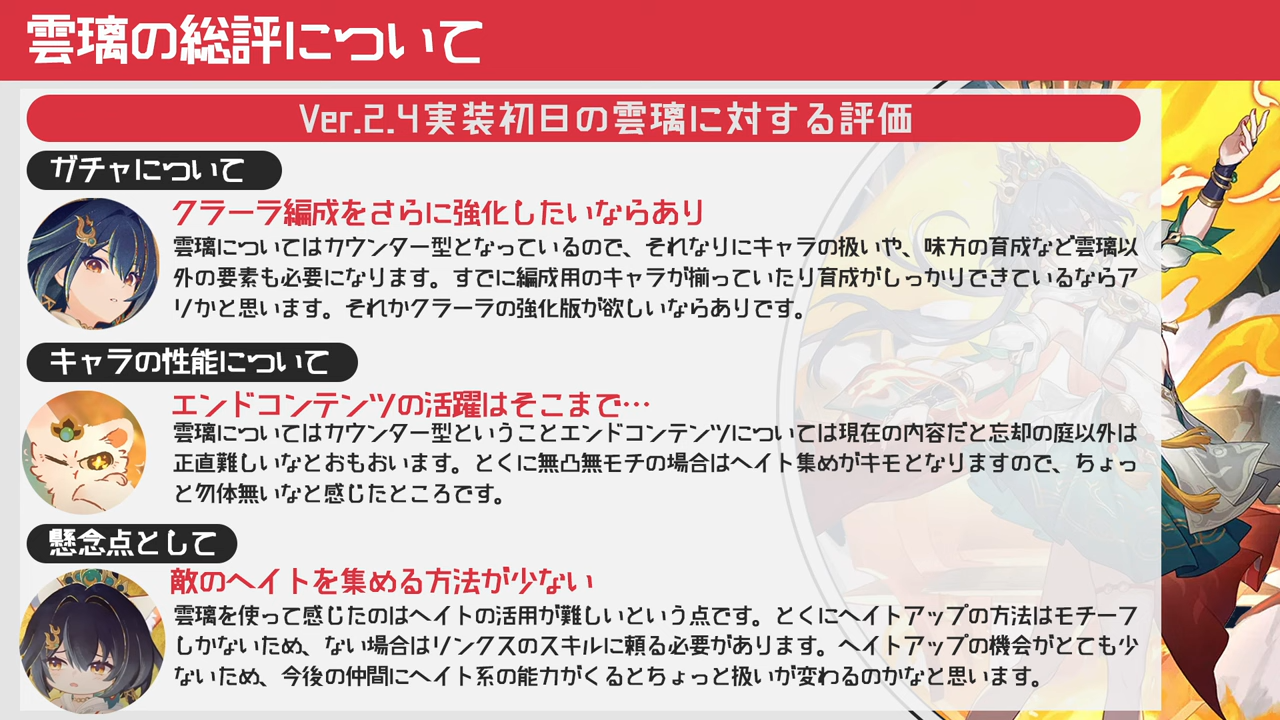 雲璃の総評について
Ver.2.4実装初日の雲璃に対する評価
ガチャについて
クラーラ編成をさらに強化したいならあり
雲璃についてはカウンター型となっているので、それなりにキャラの扱いや、味方の育成など雲璃以
外の要素も必要になります。すでに編成用のキャラが揃っていたり育成がしっかりできているならア
リかと思います。それかクラーラの強化版が欲しいならありです。
キャラの性能について
エンドコンテンツの活躍はそこまで…
雲璃についてはカウンター型ということとエンドコンテンツについては現在の内容だと忘却の庭以外は
正直難しいなとおもおいます。とくに無凸無モチの場合はヘイト集めがキモとなりますので、ちょっ
と勿体無いなと感じたところです。
懸念点として
敵のヘイトを集める方法が少ない
雲璃を使って感じたのはヘイトの活用が難しいという点です。とくにヘイトアップの方法はモチーフ
しかないため、ない場合はリンクスのスキルに頼る必要があります。ヘイトアップの機会がとても少
ないため、今後の仲間にヘイト系の能力がくるとちょっと扱いが変わるのかなと思います。